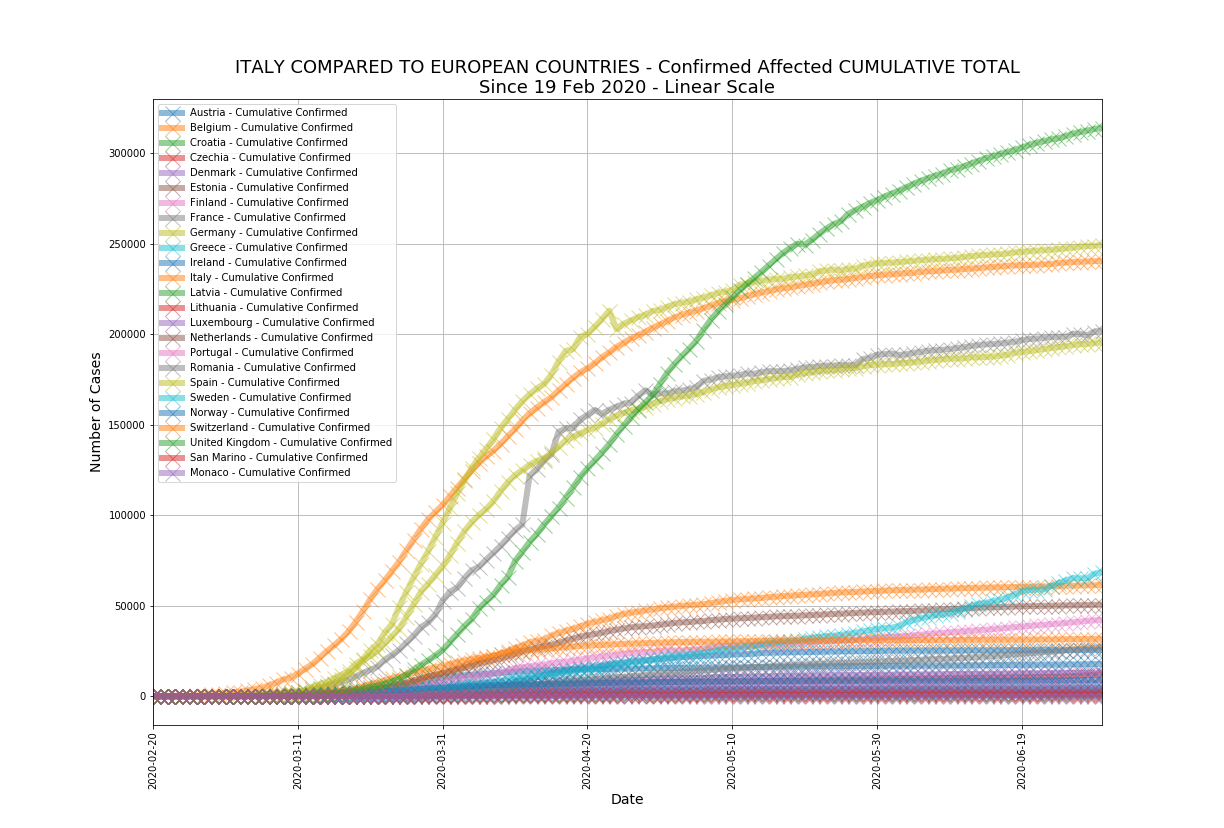 ITALY COMPARED TO EUROPEAN COUNTRIES - Confirmed Affected CUMULATIVE TOTAL
Since 19 Feb 2020 - Linear Scale
Austria - Cumulative Confirmed
Belgium - Cumulative Confirmed
Croatia - Cumulative Confirmed
Czechia - Cumulative Confirmed
Denmark - Cumulative Confirmed
Estonia - Cumulative Confirmed
Finland - Cumulative Confirmed
France - Cumulative Confirmed
Germany - Cumulative Confirmed
Greece - Cumulative Confirmed
Ireland - Cumulative Confirmed
Italy - Cumulative Confirmed
Latvia - Cumulative Confirmed
Lithuania - Cumulative Confirmed
Luxembourg - Cumulative Confirmed
Netherlands - Cumulative Confirmed
Portugal - Cumulative Confirmed
Romania - Cumulative Confirmed
Spain - Cumulative Confirmed
Sweden - Cumulative Confirmed
Norway - Cumulative Confirmed
Switzerland - Cumulative Confirmed
United Kingdom - Cumulative Confirmed
San Marino - Cumulative Confirmed
Monaco - Cumulative Confirmed
Number of Cases
300000
250000
200000
150000
100000
50000
0
2020-02-20
2020-03-11
2020-03-31
2020-04-20
2020-05-10
2020-05-30
2020-06-19
Date